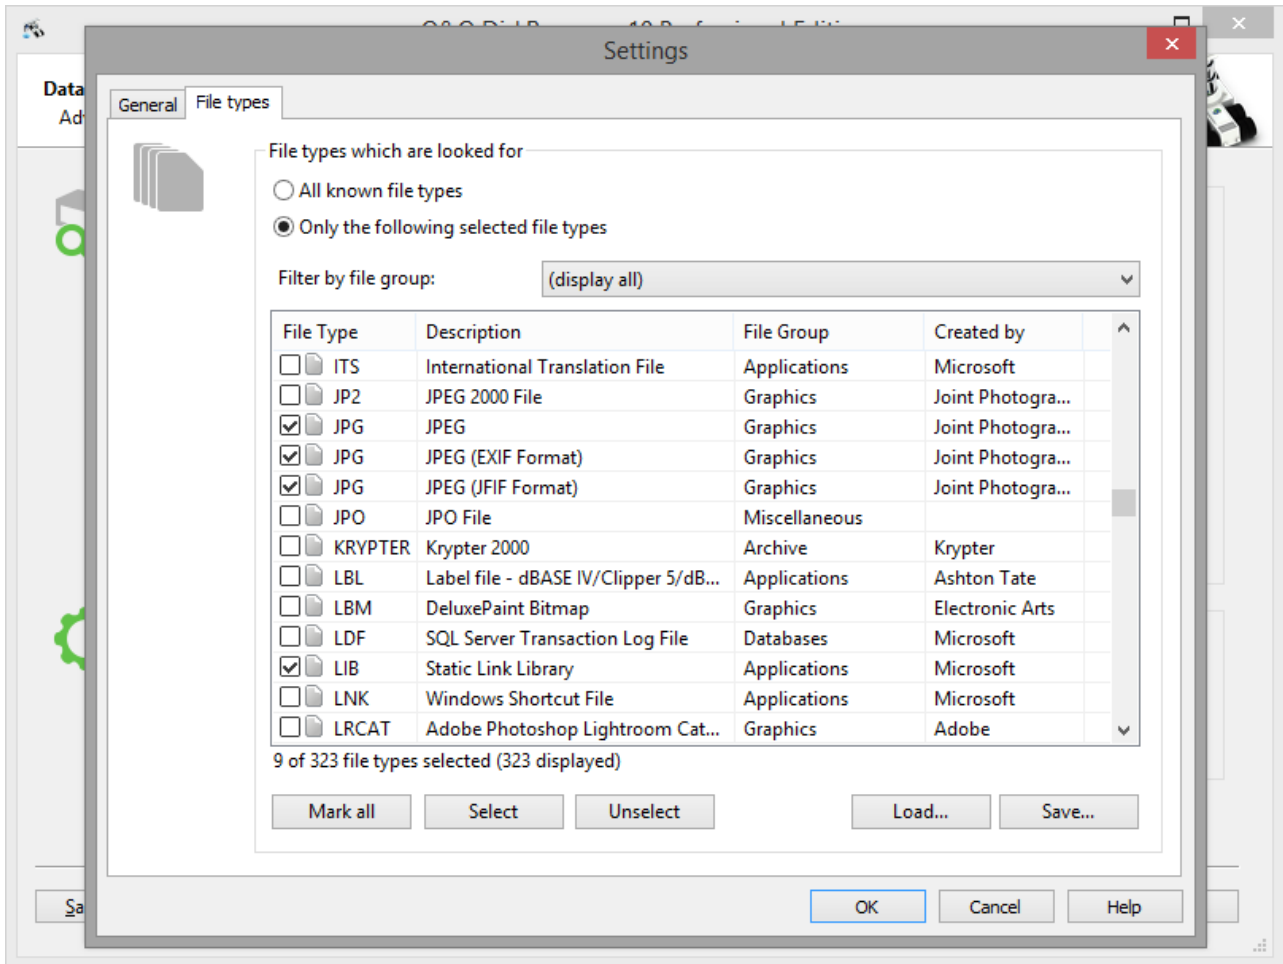 Settings
Data
General File types
File types which are looked for
All known file types
Only the following selected file types
Filter by file group: (display all)
File Type Description File Group Created by
ITS International Translation File Applications Microsoft
JP2 JPEG 2000 File Graphics Joint Photogra...
JPG JPEG Graphics Joint Photogra...
JPG JPEG (EXIF Format) Graphics Joint Photogra...
JPG JPEG (JFIF Format) Graphics Joint Photogra...
JPO JPO File Miscellaneous
KRYPTER Krypter 2000 Archive Krypter
LBL Label file - dBASE IV/Clipper 5/dB... Applications Ashton Tate
LBM DeluxePaint Bitmap Graphics Electronic Arts
LDF SQL Server Transaction Log File Databases Microsoft
LIB Static Link Library Applications Microsoft
LNK Windows Shortcut File Applications Microsoft
LRCAT Adobe Photoshop Lightroom Cat... Graphics Adobe
9 of 323 file types selected (323 displayed)
Mark all Select Unselect Load... Save...
Sa
OK Cancel Help